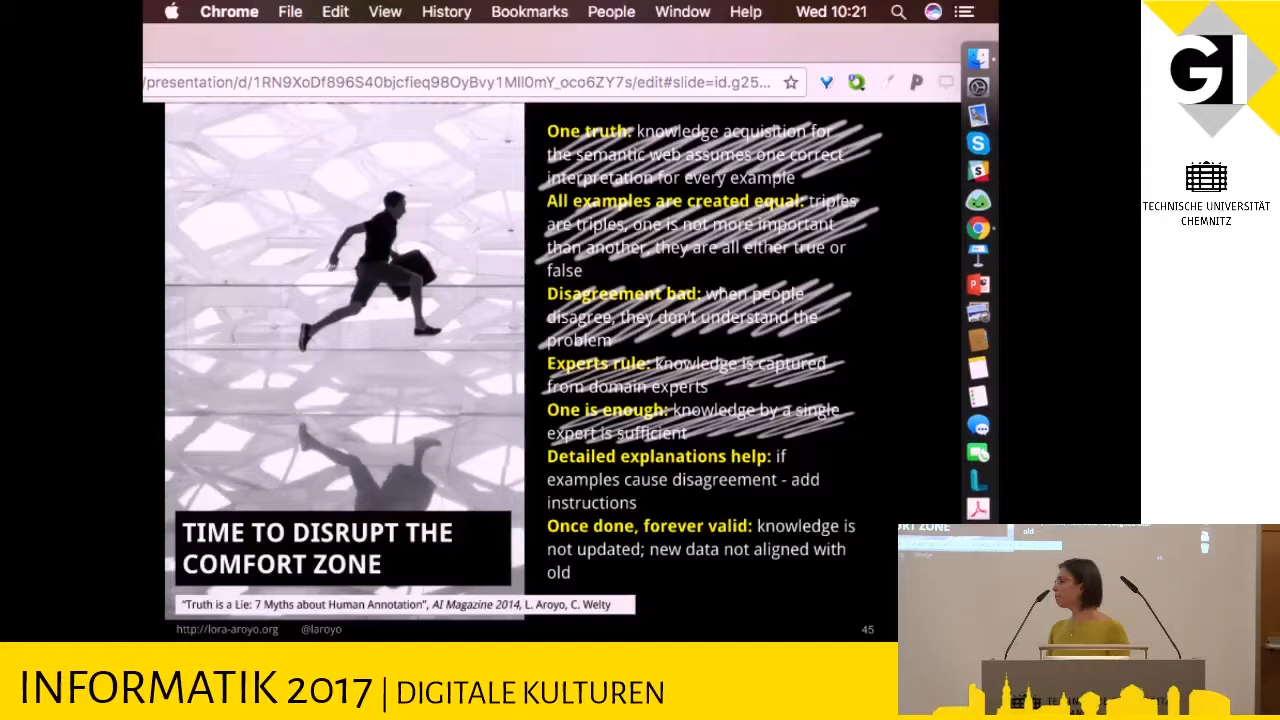 Chrome File Edit View History Bookmarks People Window Help Wed 10:21
/presentation/d/1RN9XoDf896S40bjcfieq98OyBvy1Mll0mY_oco6ZY7s/edit#slide=id.g25...
One truth: knowledge acquisition for
the semantic web assumes one correct
interpretation for every example
All examples are created equal: triples
are triples, one is not more important
than another, they are all either true or
false
Disagreement bad: when people
disagree, they don't understand the
problem
Experts rule: knowledge is captured
from domain experts
One is enough: knowledge by a single
expert is sufficient
Detailed explanations help: if
examples cause disagreement - add
instructions
Once done, forever valid: knowledge is
not updated; new data not aligned with
old
TIME TO DISRUPT THE
COMFORT ZONE
“Truth is a Lie: 7 Myths about Human Annotation”, AI Magazine 2014, L. Aroyo, C. Welty
http://lora-aroyo.org @laroyo 45
GI
TECHNISCHE UNIVERSITÄT
CHEMNITZ
INFORMATIK 2017 | DIGITALE KULTUREN